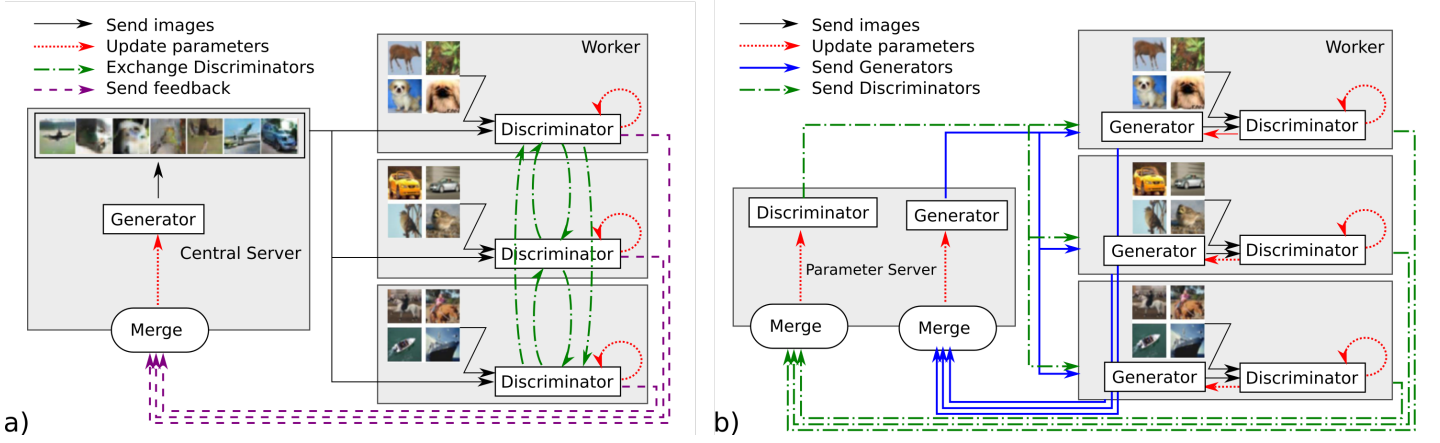 Send images
Update parameters
Exchange Discriminators
Send feedback
Worker
Discriminator
Generator
Central Server
Discriminator
Merge
Discriminator
a)
Send images
Update parameters
Send Generators
Send Discriminators
Worker
Generator
Discriminator
Discriminator
Generator
Parameter Server
Generator
Discriminator
Merge
Merge
Generator
Discriminator
b)